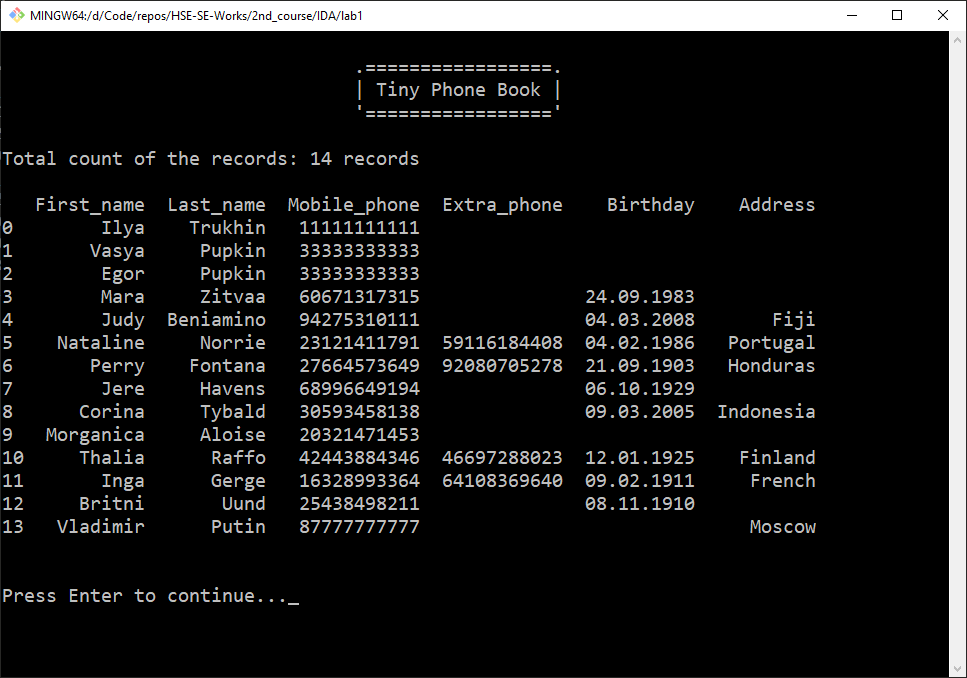 MINGW64:/d/Code/repos/HSE-SE-Works/2nd_course/IDA/lab1
.=================.
| Tiny Phone Book |
'================='
Total count of the records: 14 records
First_name Last_name Mobile_phone Extra_phone Birthday Address
0 Ilya Trukhin 11111111111
1 Vasya Pupkin 33333333333
2 Egor Pupkin 33333333333
3 Mara Zitvaa 60671317315 24.09.1983
4 Judy Beniamino 94275310111 04.03.2008 Fiji
5 Nataline Norrie 23121411791 59116184408 04.02.1986 Portugal
6 Perry Fontana 27664573649 92080705278 21.09.1903 Honduras
7 Jere Havens 68996649194 06.10.1929
8 Corina Tybald 30593458138 09.03.2005 Indonesia
9 Morganica Aloise 20321471453
10 Thalia Raffo 42443884346 46697288023 12.01.1925 Finland
11 Inga Gerge 16328993364 64108369640 09.02.1911 French
12 Britni Uund 25438498211 08.11.1910
13 Vladimir Putin 87777777777 Moscow
Press Enter to continue..._